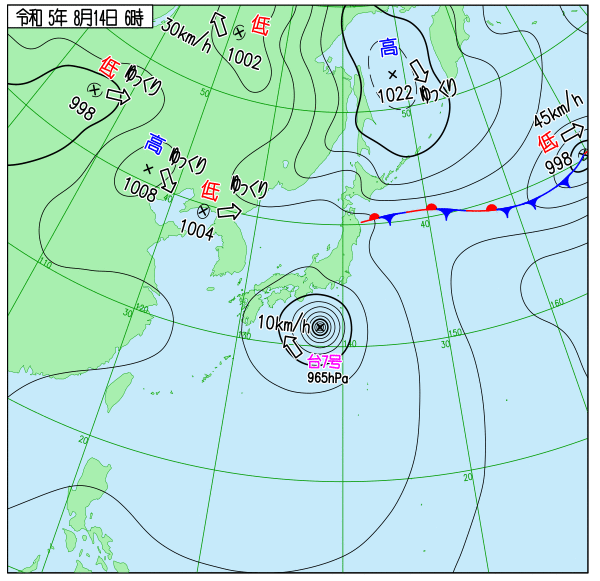 令和 5年 8月14日 6時
30km/h
低
1002
高
1022
ゆっくり
低
ゆっくり
998
50
50
45km/h
低
998
高
ゆっくり
1008
40
低
ゆっくり
1004
40
110
120
30
130
10km/h
台7号
965hPa
140
30
150
160
20
20